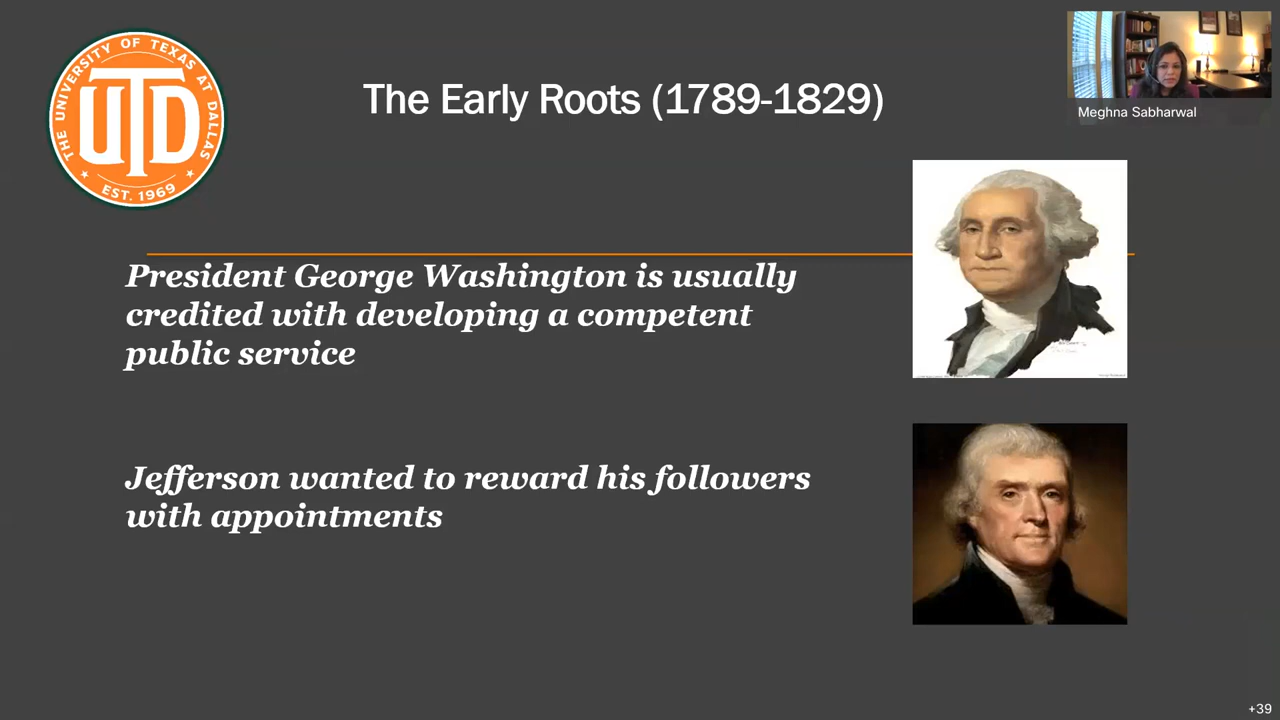 THE UNIVERSITY OF TEXAS AT DALLAS
UTD
EST. 1969
The Early Roots (1789-1829)
Meghna Sabharwal
President George Washington is usually
credited with developing a competent
public service
Jefferson wanted to reward his followers
with appointments
+39